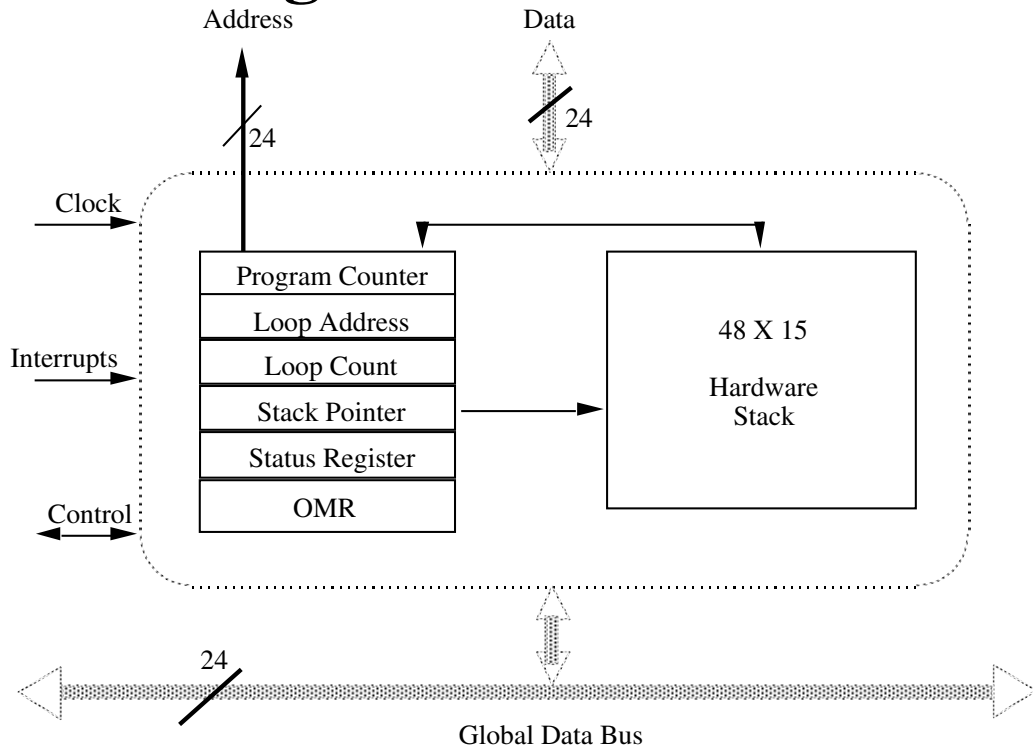 Address
Data
24
24
Clock
Program Counter
Loop Address
48 X 15
Interrupts
Loop Count
Hardware
Stack Pointer
Stack
Status Register
Control
OMR
24
Global Data Bus